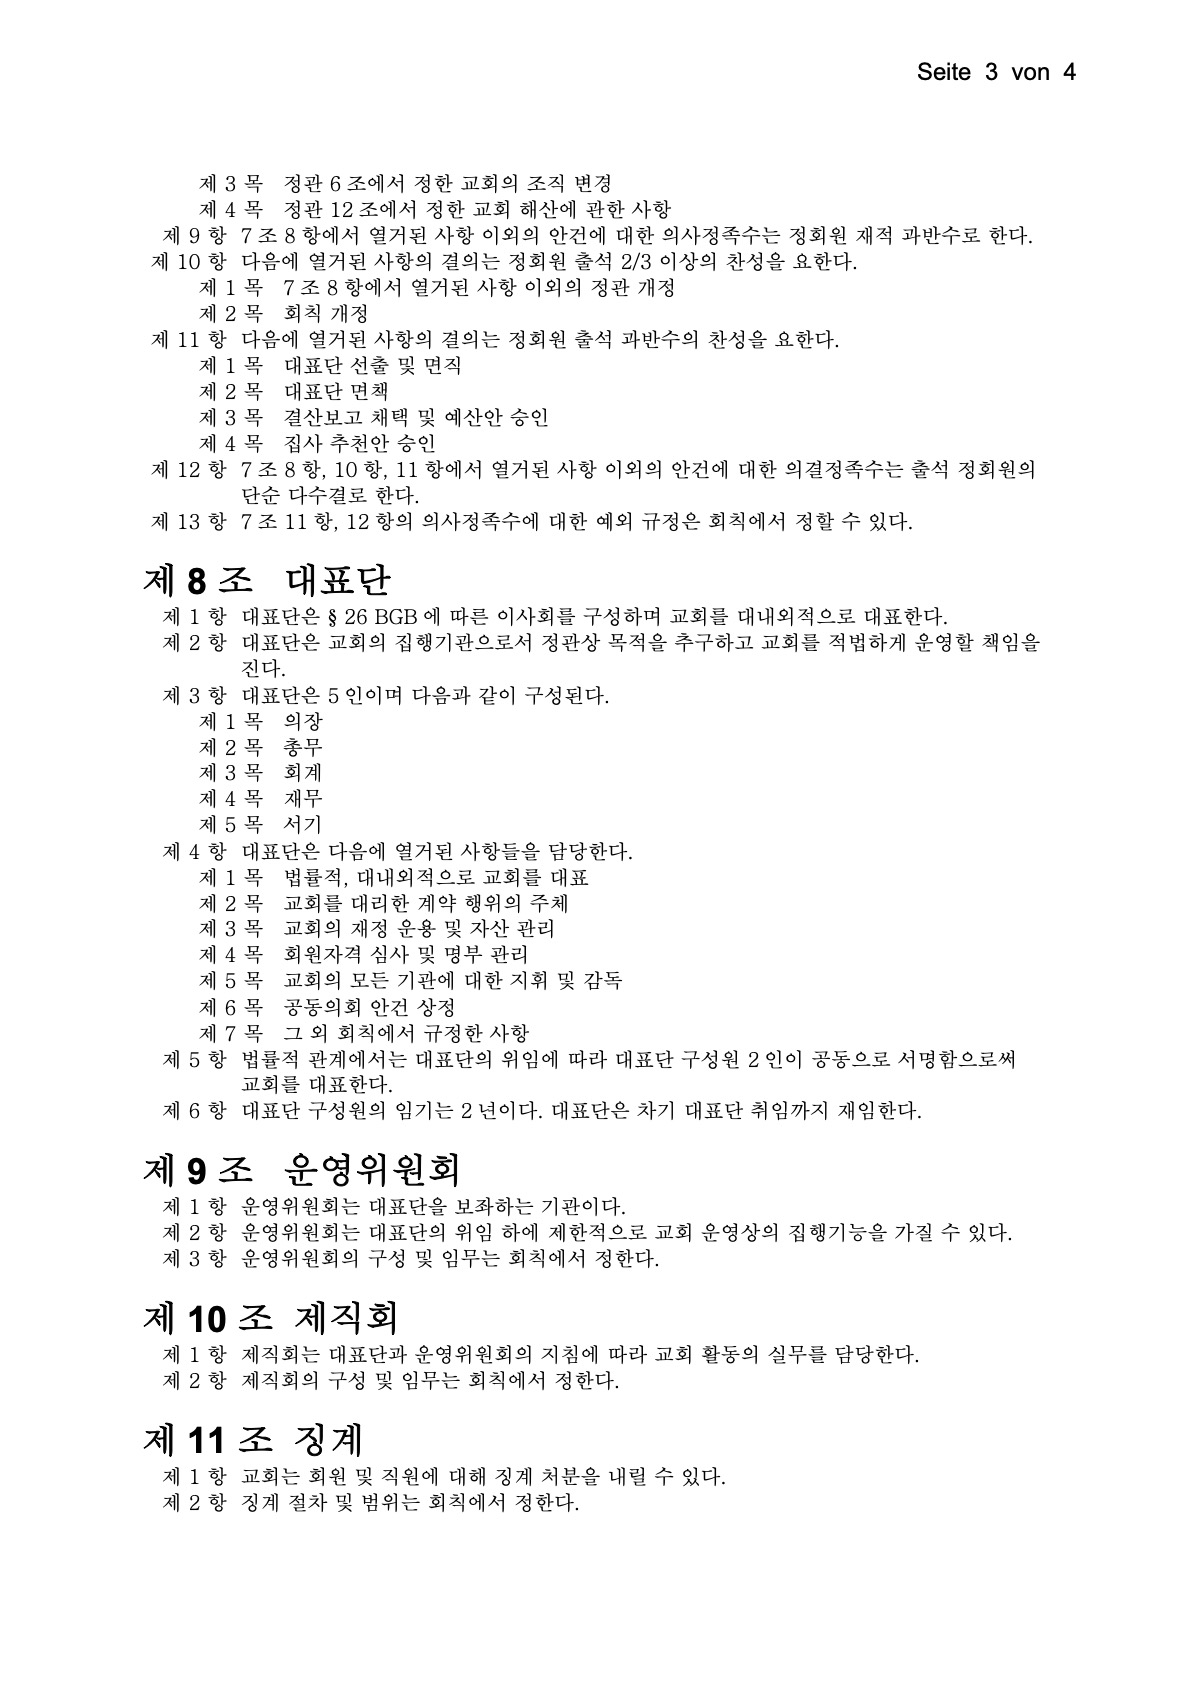 Seite 3 von 4
제 3 목 정관 6 조에서 정한 교회의 조직 변경
제 4 목 정관 12 조에서 정한 교회 해산에 관한 사항
제 9 항 7 조 8 항에서 열거된 사항 이외의 안건에 대한 의사정족수는 정회원 재적 과반수로 한다.
제 10 항 다음에 열거된 사항의 결의는 정회원 출석 2/3 이상의 찬성을 요한다.
제 1 목 7 조 8 항에서 열거된 사항 이외의 정관 개정
제 2 목 회칙 개정
제 11 항 다음에 열거된 사항의 결의는 정회원 출석 과반수의 찬성을 요한다.
제 1 목 대표단 선출 및 면직
제 2 목 대표단 면책
제 3 목 결산보고 채택 및 예산안 승인
제 4 목 집사 추천안 승인
제 12 항 7 조 8 항, 10 항, 11 항에서 열거된 사항 이외의 안건에 대한 의결정족수는 출석 정회원의
단순 다수결로 한다.
제 13 항 7 조 11 항, 12 항의 의사정족수에 대한 예외 규정은 회칙에서 정할 수 있다.
제 8 조 대표단
제 1 항 대표단은 § 26 BGB 에 따른 이사회를 구성하며 교회를 대내외적으로 대표한다.
제 2 항 대표단은 교회의 집행기관으로서 정관상 목적을 추구하고 교회를 적법하게 운영할 책임을
진다.
제 3 항 대표단은 5 인이며 다음과 같이 구성된다.
제 1 목 의장
제 2 목 총무
제 3 목 회계
제 4 목 재무
제 5 목 서기
제 4 항 대표단은 다음에 열거된 사항들을 담당한다.
제 1 목 법률적, 대내외적으로 교회를 대표
제 2 목 교회를 대리한 계약 행위의 주체
제 3 목 교회의 재정 운용 및 자산 관리
제 4 목 회원자격 심사 및 명부 관리
제 5 목 교회의 모든 기관에 대한 지휘 및 감독
제 6 목 공동의회 안건 상정
제 7 목 그 외 회칙에서 규정한 사항
제 5 항 법률적 관계에서는 대표단의 위임에 따라 대표단 구성원 2 인이 공동으로 서명함으로써
교회를 대표한다.
제 6 항 대표단 구성원의 임기는 2 년이다. 대표단은 차기 대표단 취임까지 재임한다.
제 9 조 운영위원회
제 1 항 운영위원회는 대표단을 보좌하는 기관이다.
제 2 항 운영위원회는 대표단의 위임 하에 제한적으로 교회 운영상의 집행기능을 가질 수 있다.
제 3 항 운영위원회의 구성 및 임무는 회칙에서 정한다.
제 10 조 제직회
제 1 항 제직회는 대표단과 운영위원회의 지침에 따라 교회 활동의 실무를 담당한다.
제 2 항 제직회의 구성 및 임무는 회칙에서 정한다.
제 11 조 징계
제 1 항 교회는 회원 및 직원에 대해 징계 처분을 내릴 수 있다.
제 2 항 징계 절차 및 범위는 회칙에서 정한다.